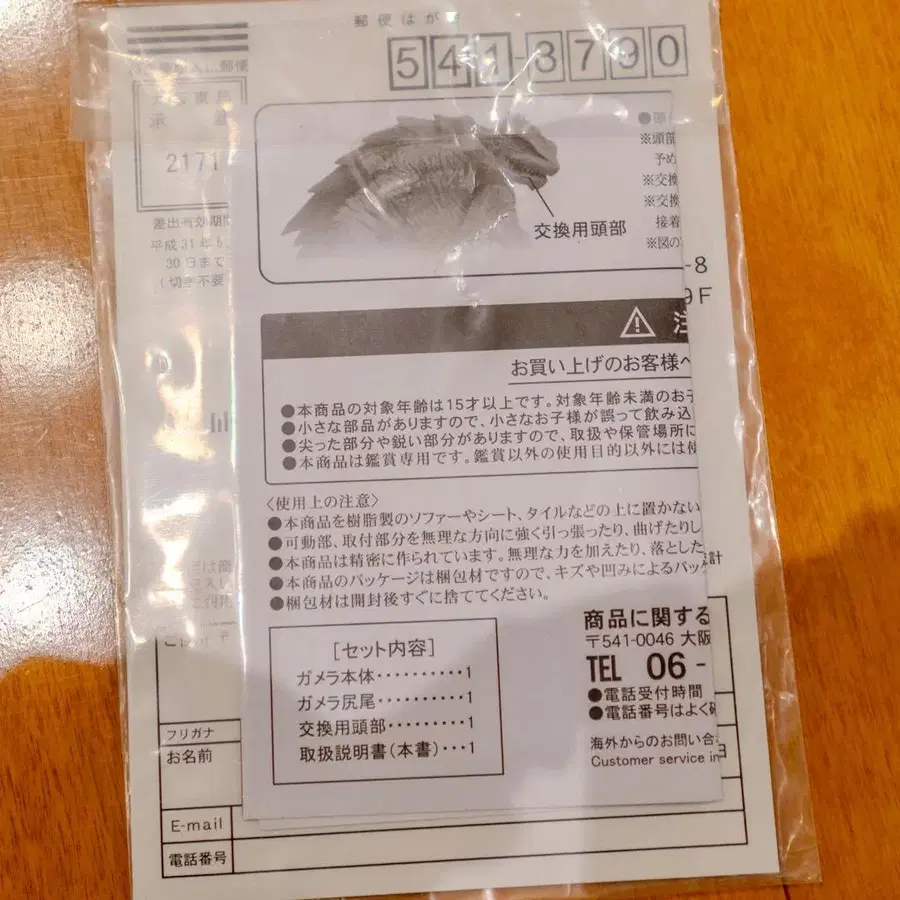 郵便はが
541-3790
郵便
承
2171
差出有効期
平成31年5
30日まで
(切手不要
交換用頭部
※頭部
予め
※交換
※交換
接着
※図の
-8
9F
お買い上げのお客様へ
●本商品の対象年齢は15才以上です。対象年齢未満のお子
●小さな部品がありますので、小さなお子様が誤って飲み込
●尖った部分や鋭い部分がありますので、取扱や保管場所に
●本商品は鑑賞専用です。鑑賞以外の使用目的以外には使
〈使用上の注意〉
●本商品を樹脂製のソファーやシート、タイルなどの上に置かない
●可動部、取付部分を無理な方向に強く引っ張ったり、曲げたりし
●本商品は精密に作られています。無理な力を加えたり、落とした
●本商品のパッケージは梱包材ですので、キズや凹みによるパッ
●梱包材は開封後すぐに捨ててください。
[セット内容]
ガメラ本体··········1
ガメラ尻尾·········1
交換用頭部·········1
取扱説明書(本書)···1
商品に関する
〒541-0046 大阪
TEL 06-
●電話受付時間
●電話番号はよく確
海外からのお問い合
Customer service in
フリガナ
お名前
E-mail
電話番号